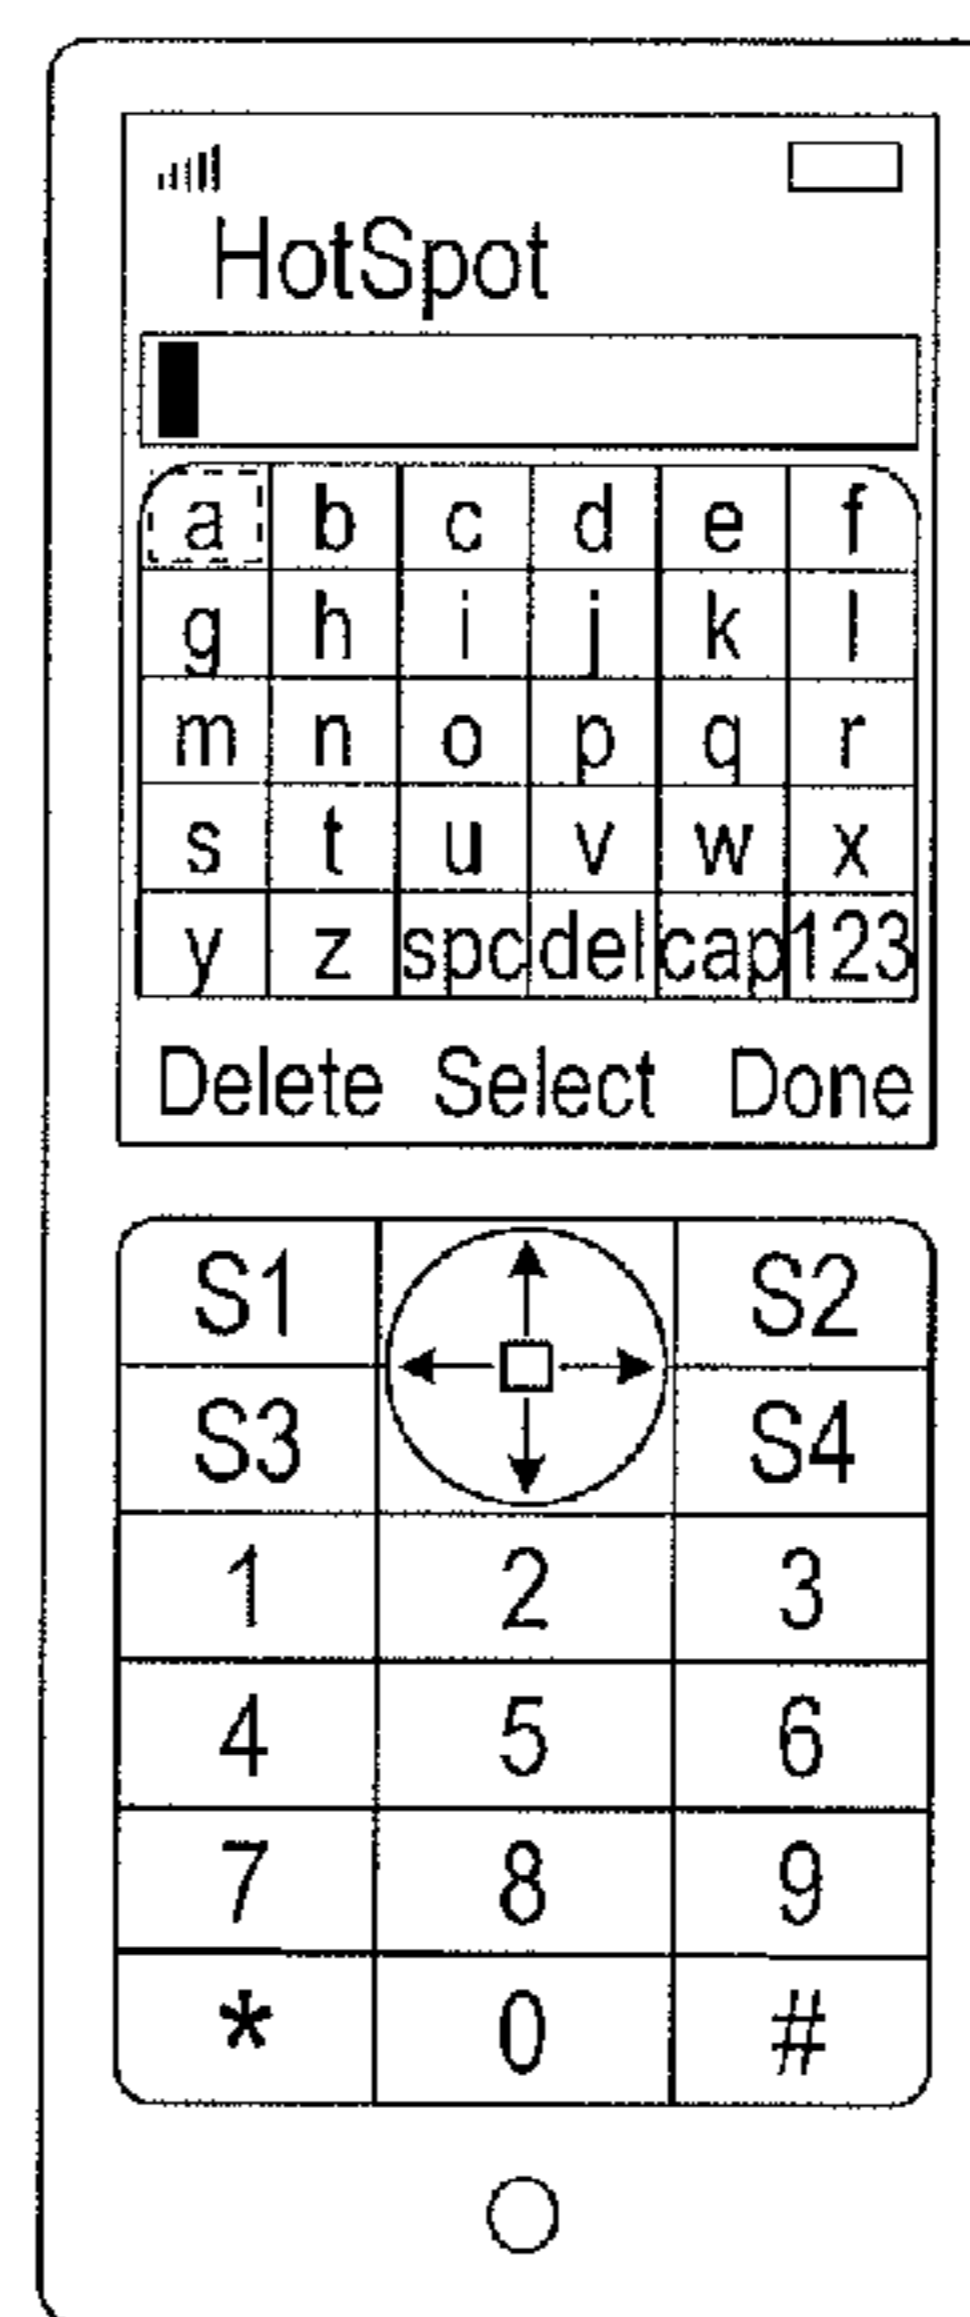 HotSpot
a b c d e f
g h i j k l
m n o p q r
s t u v w x
y z spc del cap 123
Delete Select Done
S1 S2
S3 S4
1 2 3
4 5 6
7 8 9
* 0 #